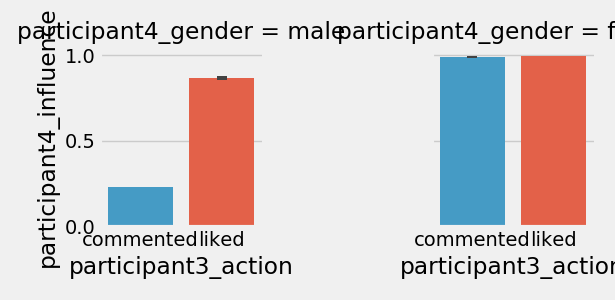 participant4_gender = male
participant4_gender = f
participant4_influence
1.0
0.5
0.0
commented liked
commented liked
participant3_action
participant3_action